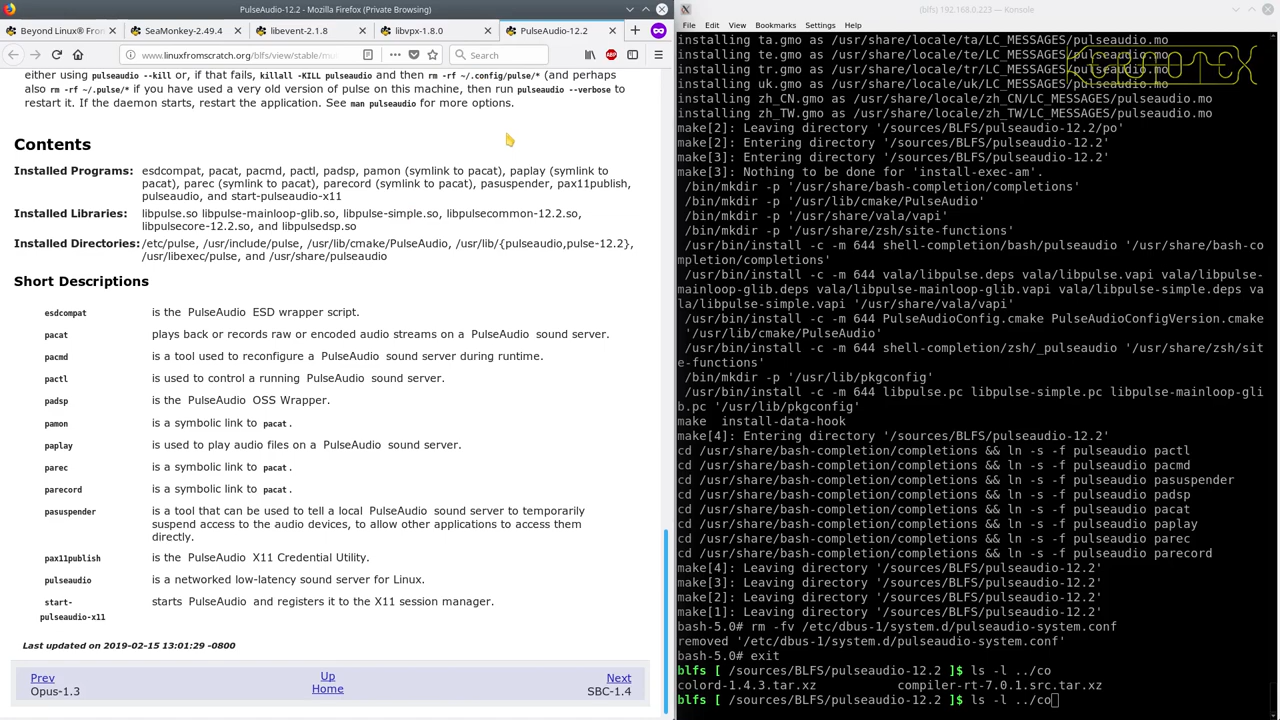 PulseAudio-12.2 - Mozilla Firefox (Private Browsing)
Beyond Linux® From
SeaMonkey-2.49.4
libevent-2.1.8
libvpx-1.8.0
PulseAudio-12.2
www.linuxfromscratch.org/blfs/view/stable/mult
Search
either using pulseaudio --kill or, if that fails, killall -KILL pulseaudio and then rm -rf ~/.config/pulse/* (and perhaps
also rm -rf ~/.pulse/* if you have used a very old version of pulse on this machine, then run pulseaudio --verbose to
restart it. If the daemon starts, restart the application. See man pulseaudio for more options.
Contents
Installed Programs: esdcompat, pacat, pacmd, pactl, padsp, pamon (symlink to pacat), paplay (symlink to
pacat), parec (symlink to pacat), parecord (symlink to pacat), pasuspender, pax11publish,
pulseaudio, and start-pulseaudio-x11
Installed Libraries: libpulse.so libpulse-mainloop-glib.so, libpulse-simple.so, libpulsecommon-12.2.so,
libpulsecore-12.2.so, and libpulsedsp.so
Installed Directories: /etc/pulse, /usr/include/pulse, /usr/lib/cmake/PulseAudio, /usr/lib/{pulseaudio,pulse-12.2},
/usr/libexec/pulse, and /usr/share/pulseaudio
Short Descriptions
esdcompat is the PulseAudio ESD wrapper script.
pacat plays back or records raw or encoded audio streams on a PulseAudio sound server.
pacmd is a tool used to reconfigure a PulseAudio sound server during runtime.
pactl is used to control a running PulseAudio sound server.
padsp is the PulseAudio OSS Wrapper.
pamon is a symbolic link to pacat.
paplay is used to play audio files on a PulseAudio sound server.
parec is a symbolic link to pacat.
parecord is a symbolic link to pacat.
pasuspender is a tool that can be used to tell a local PulseAudio sound server to temporarily
suspend access to the audio devices, to allow other applications to access them
directly.
pax11publish is the PulseAudio X11 Credential Utility.
pulseaudio is a networked low-latency sound server for Linux.
start- starts PulseAudio and registers it to the X11 session manager.
pulseaudio-x11
Last updated on 2019-02-15 13:01:29 -0800
Prev Up Next
Opus-1.3 Home SBC-1.4
(blfs) 192.168.0.223 — Konsole
File Edit View Bookmarks Settings Help
installing ta.gmo as /usr/share/locale/ta/LC_MESSAGES/pulseaudio.mo
installing te.gmo as /usr/share/locale/te/LC_MESSAGES/pulseaudio.mo
installing tr.gmo as /usr/share/locale/tr/LC_MESSAGES/pulseaudio.mo
installing uk.gmo as /usr/share/locale/uk/LC_MESSAGES/pulseaudio.mo
installing zh_CN.gmo as /usr/share/locale/zh_CN/LC_MESSAGES/pulseaudio.mo
installing zh_TW.gmo as /usr/share/locale/zh_TW/LC_MESSAGES/pulseaudio.mo
make[2]: Leaving directory '/sources/BLFS/pulseaudio-12.2/po'
make[2]: Entering directory '/sources/BLFS/pulseaudio-12.2'
make[3]: Entering directory '/sources/BLFS/pulseaudio-12.2'
make[3]: Nothing to be done for 'install-exec-am'.
/bin/mkdir -p '/usr/share/bash-completion/completions'
/bin/mkdir -p '/usr/lib/cmake/PulseAudio'
/bin/mkdir -p '/usr/share/vala/vapi'
/bin/mkdir -p '/usr/share/zsh/site-functions'
/usr/bin/install -c -m 644 shell-completion/bash/pulseaudio '/usr/share/bash-co
mpletion/completions'
/usr/bin/install -c -m 644 vala/libpulse.deps vala/libpulse.vapi vala/libpulse-
mainloop-glib.deps vala/libpulse-mainloop-glib.vapi vala/libpulse-simple.deps va
la/libpulse-simple.vapi '/usr/share/vala/vapi'
/usr/bin/install -c -m 644 PulseAudioConfig.cmake PulseAudioConfigVersion.cmake
'/usr/lib/cmake/PulseAudio'
/usr/bin/install -c -m 644 shell-completion/zsh/_pulseaudio '/usr/share/zsh/sit
e-functions'
/bin/mkdir -p '/usr/lib/pkgconfig'
/usr/bin/install -c -m 644 libpulse.pc libpulse-simple.pc libpulse-mainloop-gli
b.pc '/usr/lib/pkgconfig'
make  install-data-hook
make[4]: Entering directory '/sources/BLFS/pulseaudio-12.2'
cd /usr/share/bash-completion/completions && ln -s -f pulseaudio pactl
cd /usr/share/bash-completion/completions && ln -s -f pulseaudio pacmd
cd /usr/share/bash-completion/completions && ln -s -f pulseaudio pasuspender
cd /usr/share/bash-completion/completions && ln -s -f pulseaudio padsp
cd /usr/share/bash-completion/completions && ln -s -f pulseaudio pacat
cd /usr/share/bash-completion/completions && ln -s -f pulseaudio paplay
cd /usr/share/bash-completion/completions && ln -s -f pulseaudio parec
cd /usr/share/bash-completion/completions && ln -s -f pulseaudio parecord
make[4]: Leaving directory '/sources/BLFS/pulseaudio-12.2'
make[3]: Leaving directory '/sources/BLFS/pulseaudio-12.2'
make[2]: Leaving directory '/sources/BLFS/pulseaudio-12.2'
make[1]: Leaving directory '/sources/BLFS/pulseaudio-12.2'
bash-5.0# rm -fv /etc/dbus-1/system.d/pulseaudio-system.conf
removed '/etc/dbus-1/system.d/pulseaudio-system.conf'
bash-5.0# exit
blfs [ /sources/BLFS/pulseaudio-12.2 ]$ ls -l ../co
colord-1.4.3.tar.xz compiler-rt-7.0.1.src.tar.xz
blfs [ /sources/BLFS/pulseaudio-12.2 ]$ ls -l ../co